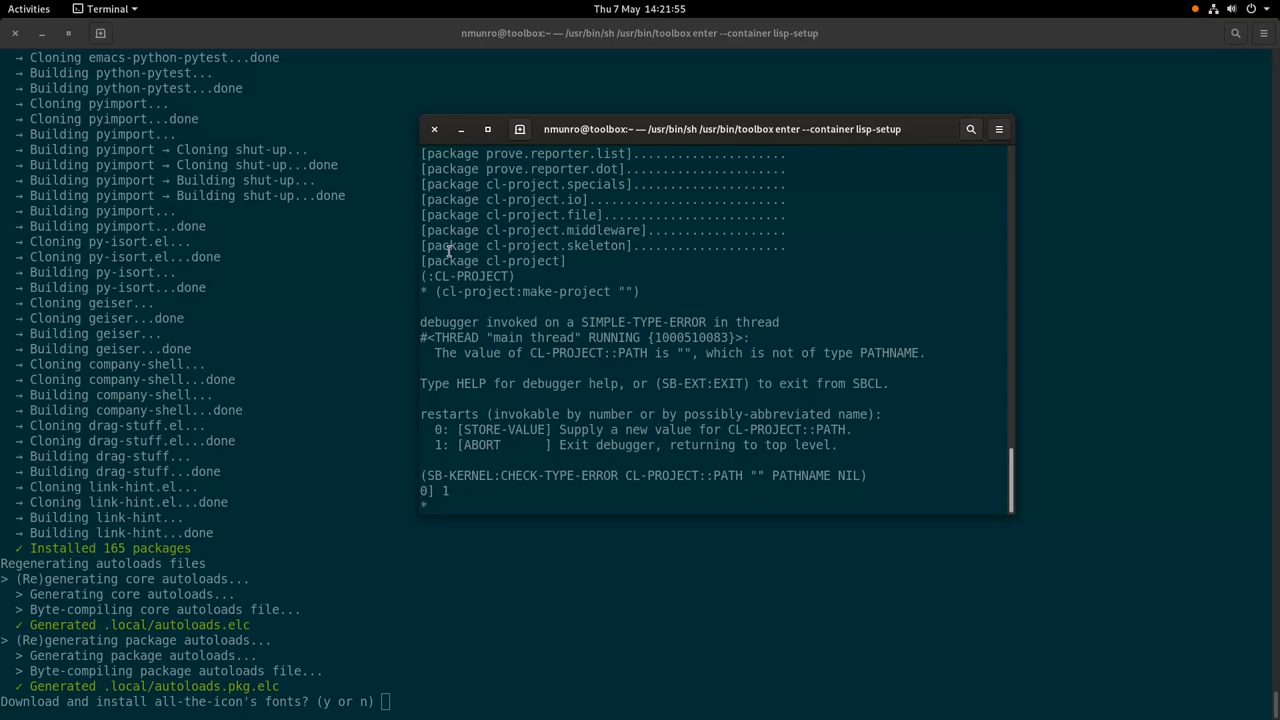 Activities
Terminal
Thu 7 May  14:21:55
nmunro@toolbox:~ — /usr/bin/sh /usr/bin/toolbox enter --container lisp-setup
→ Cloning emacs-python-pytest...done
→ Building python-pytest...
→ Building python-pytest...done
→ Cloning pyimport...
→ Cloning pyimport...done
→ Building pyimport...
→ Building pyimport → Cloning shut-up...
→ Building pyimport → Cloning shut-up...done
→ Building pyimport → Building shut-up...
→ Building pyimport → Building shut-up...done
→ Building pyimport...
→ Building pyimport...done
→ Cloning py-isort.el...
→ Cloning py-isort.el...done
→ Building py-isort...
→ Building py-isort...done
→ Cloning geiser...
→ Cloning geiser...done
→ Building geiser...
→ Building geiser...done
→ Cloning company-shell...
→ Cloning company-shell...done
→ Building company-shell...
→ Building company-shell...done
→ Cloning drag-stuff.el...
→ Cloning drag-stuff.el...done
→ Building drag-stuff...
→ Building drag-stuff...done
→ Cloning link-hint.el...
→ Cloning link-hint.el...done
→ Building link-hint...
→ Building link-hint...done
✓ Installed 165 packages
Regenerating autoloads files
> (Re)generating core autoloads...
> Generating core autoloads...
> Byte-compiling core autoloads file...
✓ Generated .local/autoloads.elc
> (Re)generating package autoloads...
> Generating package autoloads...
> Byte-compiling package autoloads file...
✓ Generated .local/autoloads.pkg.elc
Download and install all-the-icon's fonts? (y or n)
nmunro@toolbox:~ — /usr/bin/sh /usr/bin/toolbox enter --container lisp-setup
[package prove.reporter.list].....................
[package prove.reporter.dot]......................
[package cl-project.specials].....................
[package cl-project.io]...........................
[package cl-project.file].........................
[package cl-project.middleware]...................
[package cl-project.skeleton].....................
[package cl-project]
(:CL-PROJECT)
* (cl-project:make-project "")
debugger invoked on a SIMPLE-TYPE-ERROR in thread
#<THREAD "main thread" RUNNING {1000510083}>:
The value of CL-PROJECT::PATH is "", which is not of type PATHNAME.
Type HELP for debugger help, or (SB-EXT:EXIT) to exit from SBCL.
restarts (invokable by number or by possibly-abbreviated name):
0: [STORE-VALUE] Supply a new value for CL-PROJECT::PATH.
1: [ABORT      ] Exit debugger, returning to top level.
(SB-KERNEL:CHECK-TYPE-ERROR CL-PROJECT::PATH "" PATHNAME NIL)
0] 1
*